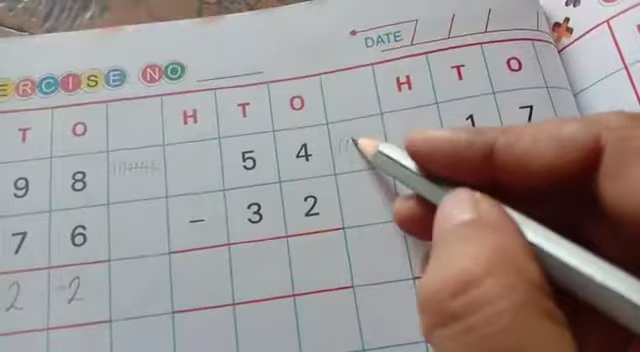 ERCISE NO
DATE
T O H T O H T O
9 8 5 4 1 7
7 6 - 3 2
2 2